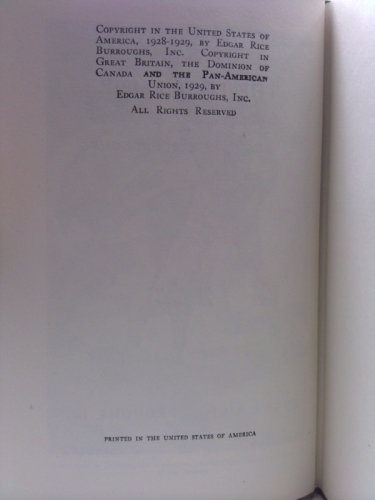 Copyright in the United States of
America, 1928-1929, by Edgar Rice
Burroughs, Inc. Copyright in
Great Britain, the Dominion of
Canada and the Pan-American
Union, 1929, by
Edgar Rice Burroughs, Inc.
All Rights Reserved
PRINTED IN THE UNITED STATES OF AMERICA